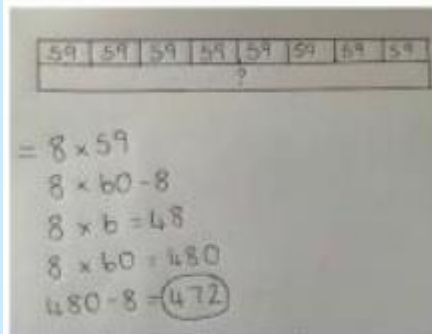 59 59 59 59 59 59 59 59
?
= 8 × 59
8 × 60 - 8
8 × 6 = 48
8 × 60 = 480
480 - 8 = 472